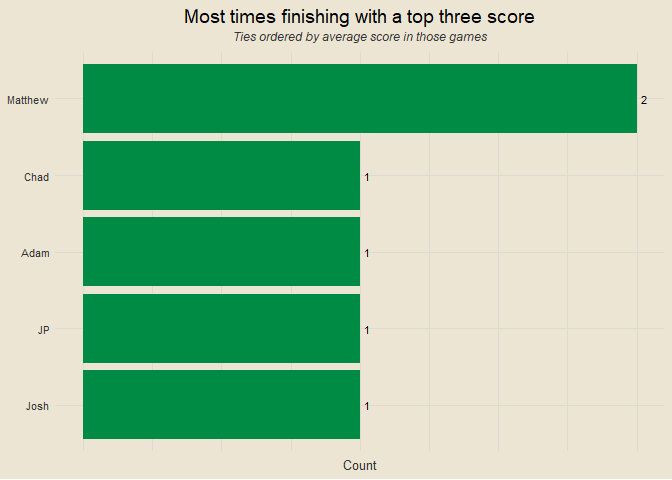 Most times finishing with a top three score
Ties ordered by average score in those games
Matthew 2
Chad 1
Adam 1
JP 1
Josh 1
Count